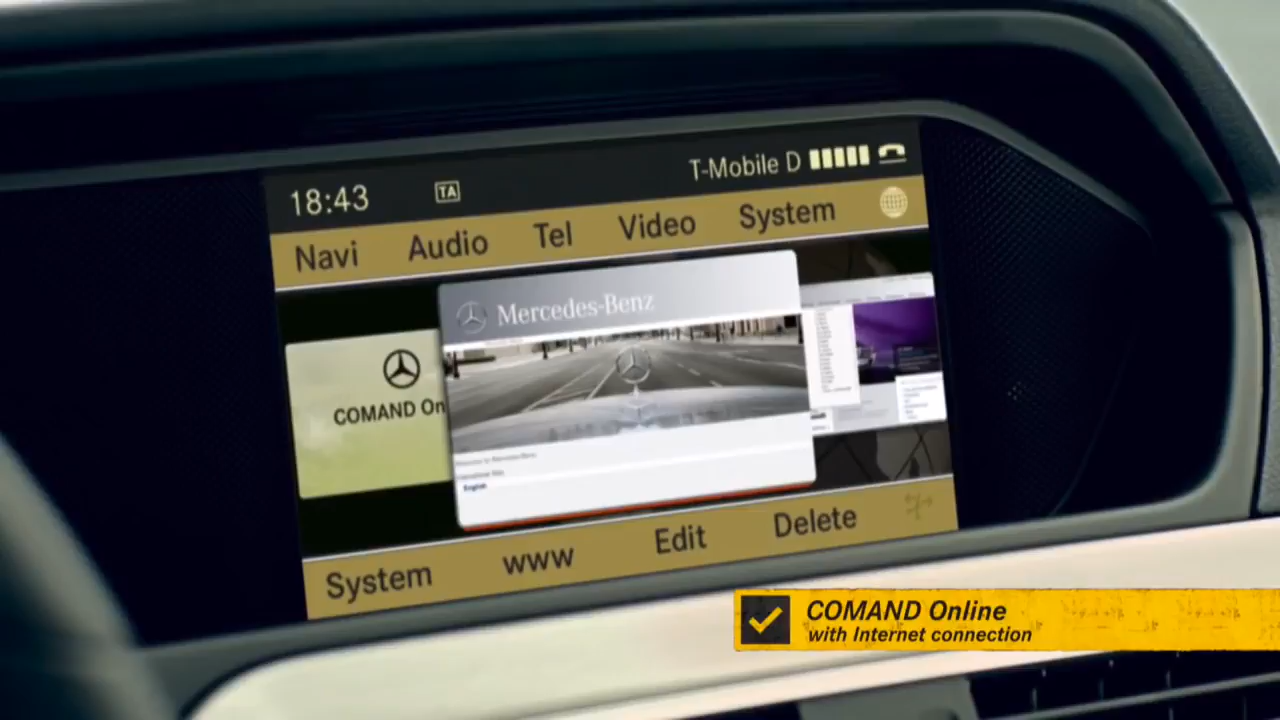 18:43 TA T-Mobile D
Navi Audio Tel Video System
Mercedes-Benz
COMAND On
English
System www Edit Delete
COMAND Online
with Internet connection